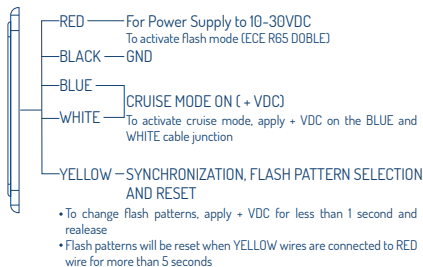 RED For Power Supply to 10-30VDC
To activate flash mode (ECE R65 DOBLE)
BLACK GND
BLUE
CRUISE MODE ON ( + VDC)
WHITE To activate cruise mode, apply + VDC on the BLUE and
WHITE cable junction
YELLOW SYNCHRONIZATION, FLASH PATTERN SELECTION
AND RESET
• To change flash patterns, apply + VDC for less than 1 second and
realease
• Flash patterns will be reset when YELLOW wires are connected to RED
wire for more than 5 seconds